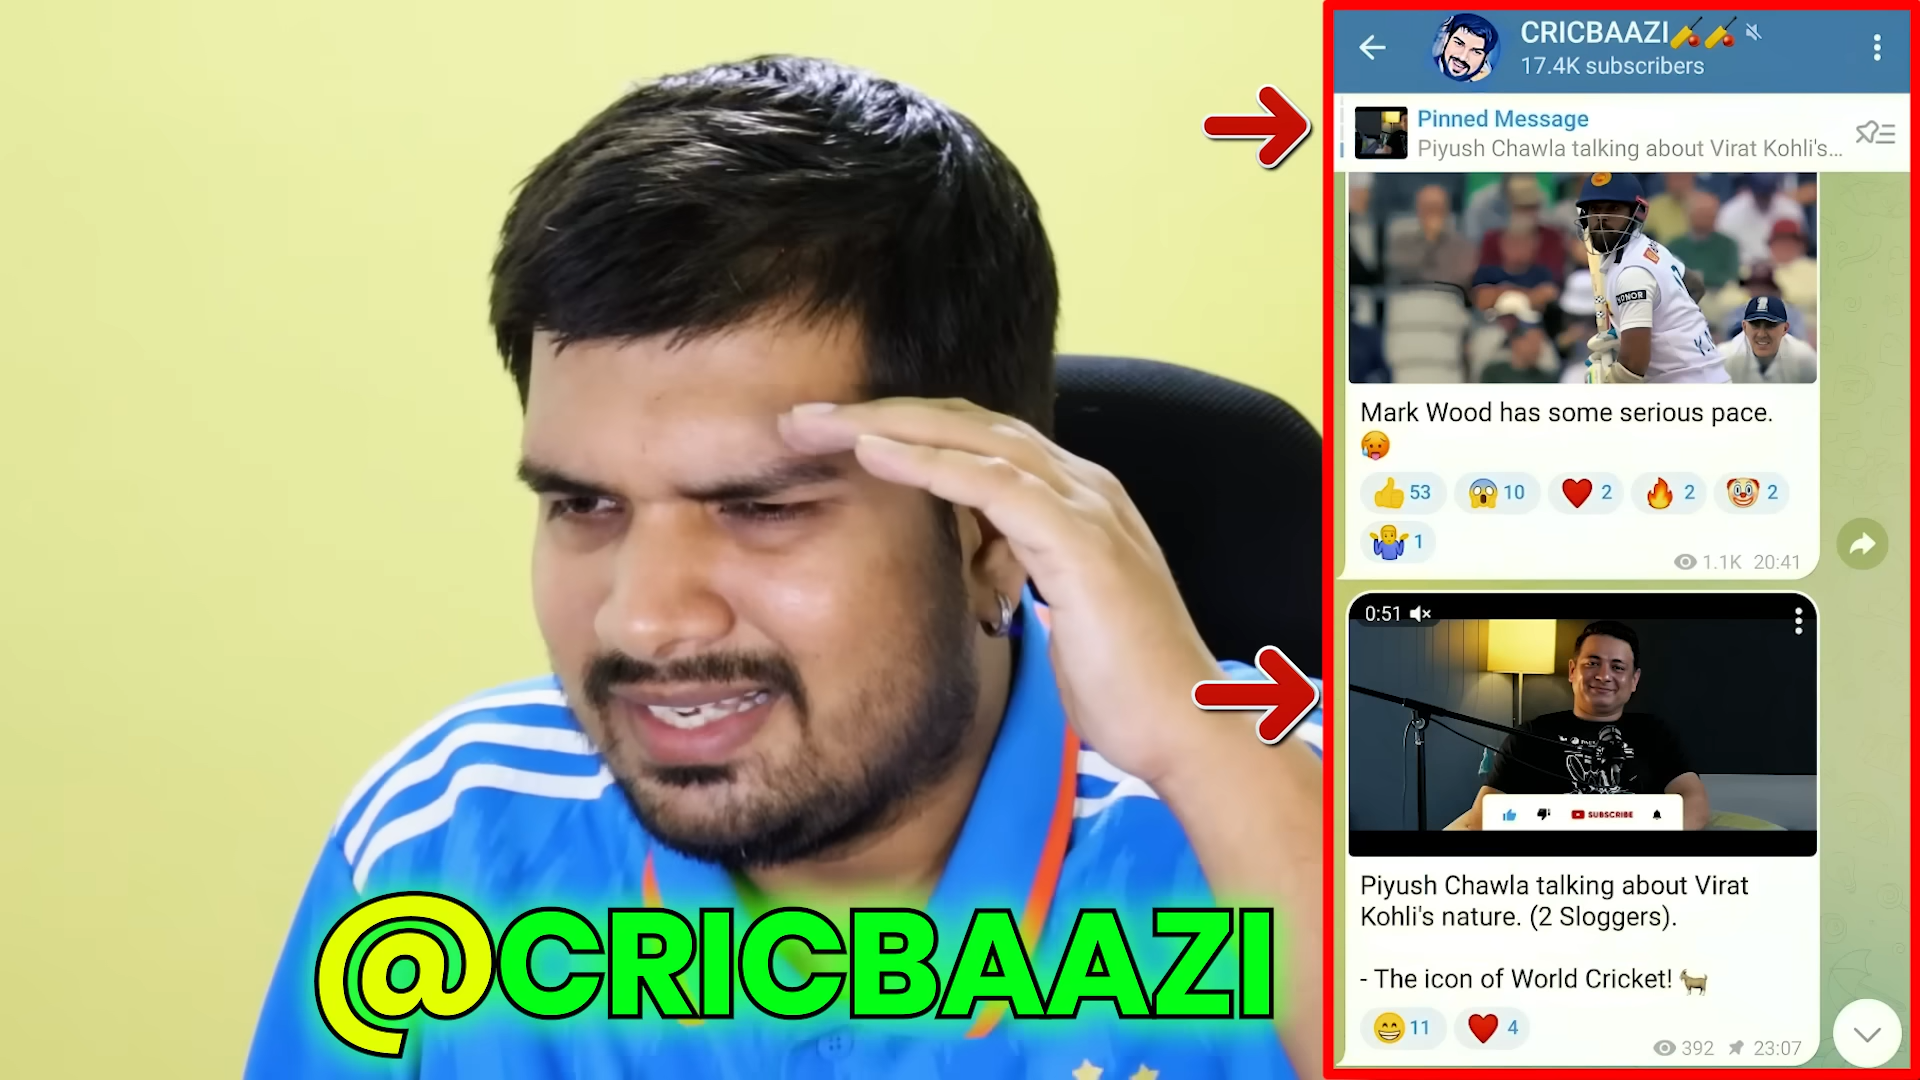 CRICBAAZI
17.4K subscribers
Pinned Message
Piyush Chawla talking about Virat Kohli's...
Mark Wood has some serious pace.
53
10
2
2
2
1
1.1K 20:41
0:51
SUBSCRIBE
Piyush Chawla talking about Virat
Kohli's nature. (2 Sloggers).
- The icon of World Cricket!
11
4
392 23:07
@CRICBAAZI